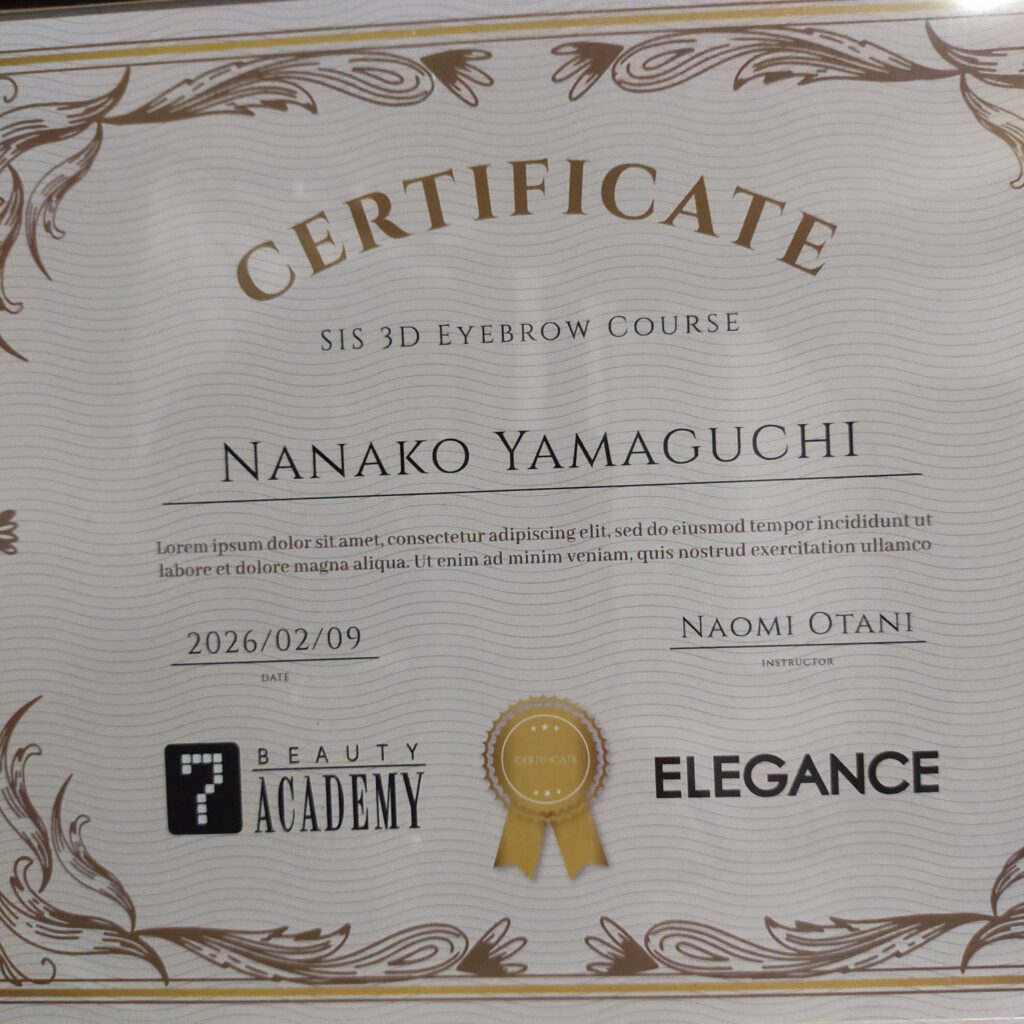 CERTIFICATE
SIS 3D EYEBROW COURSE
NANAKO YAMAGUCHI
Lorem ipsum dolor sit amet, consectetur adipiscing elit, sed do eiusmod tempor incididunt ut
labore et dolore magna aliqua. Ut enim ad minim veniam, quis nostrud exercitation ullamco
2026/02/09
NAOMI OTANI
DATE
INSTRUCTOR
BEAUTY
ACADEMY
CERTIFICATE
ELEGANCE